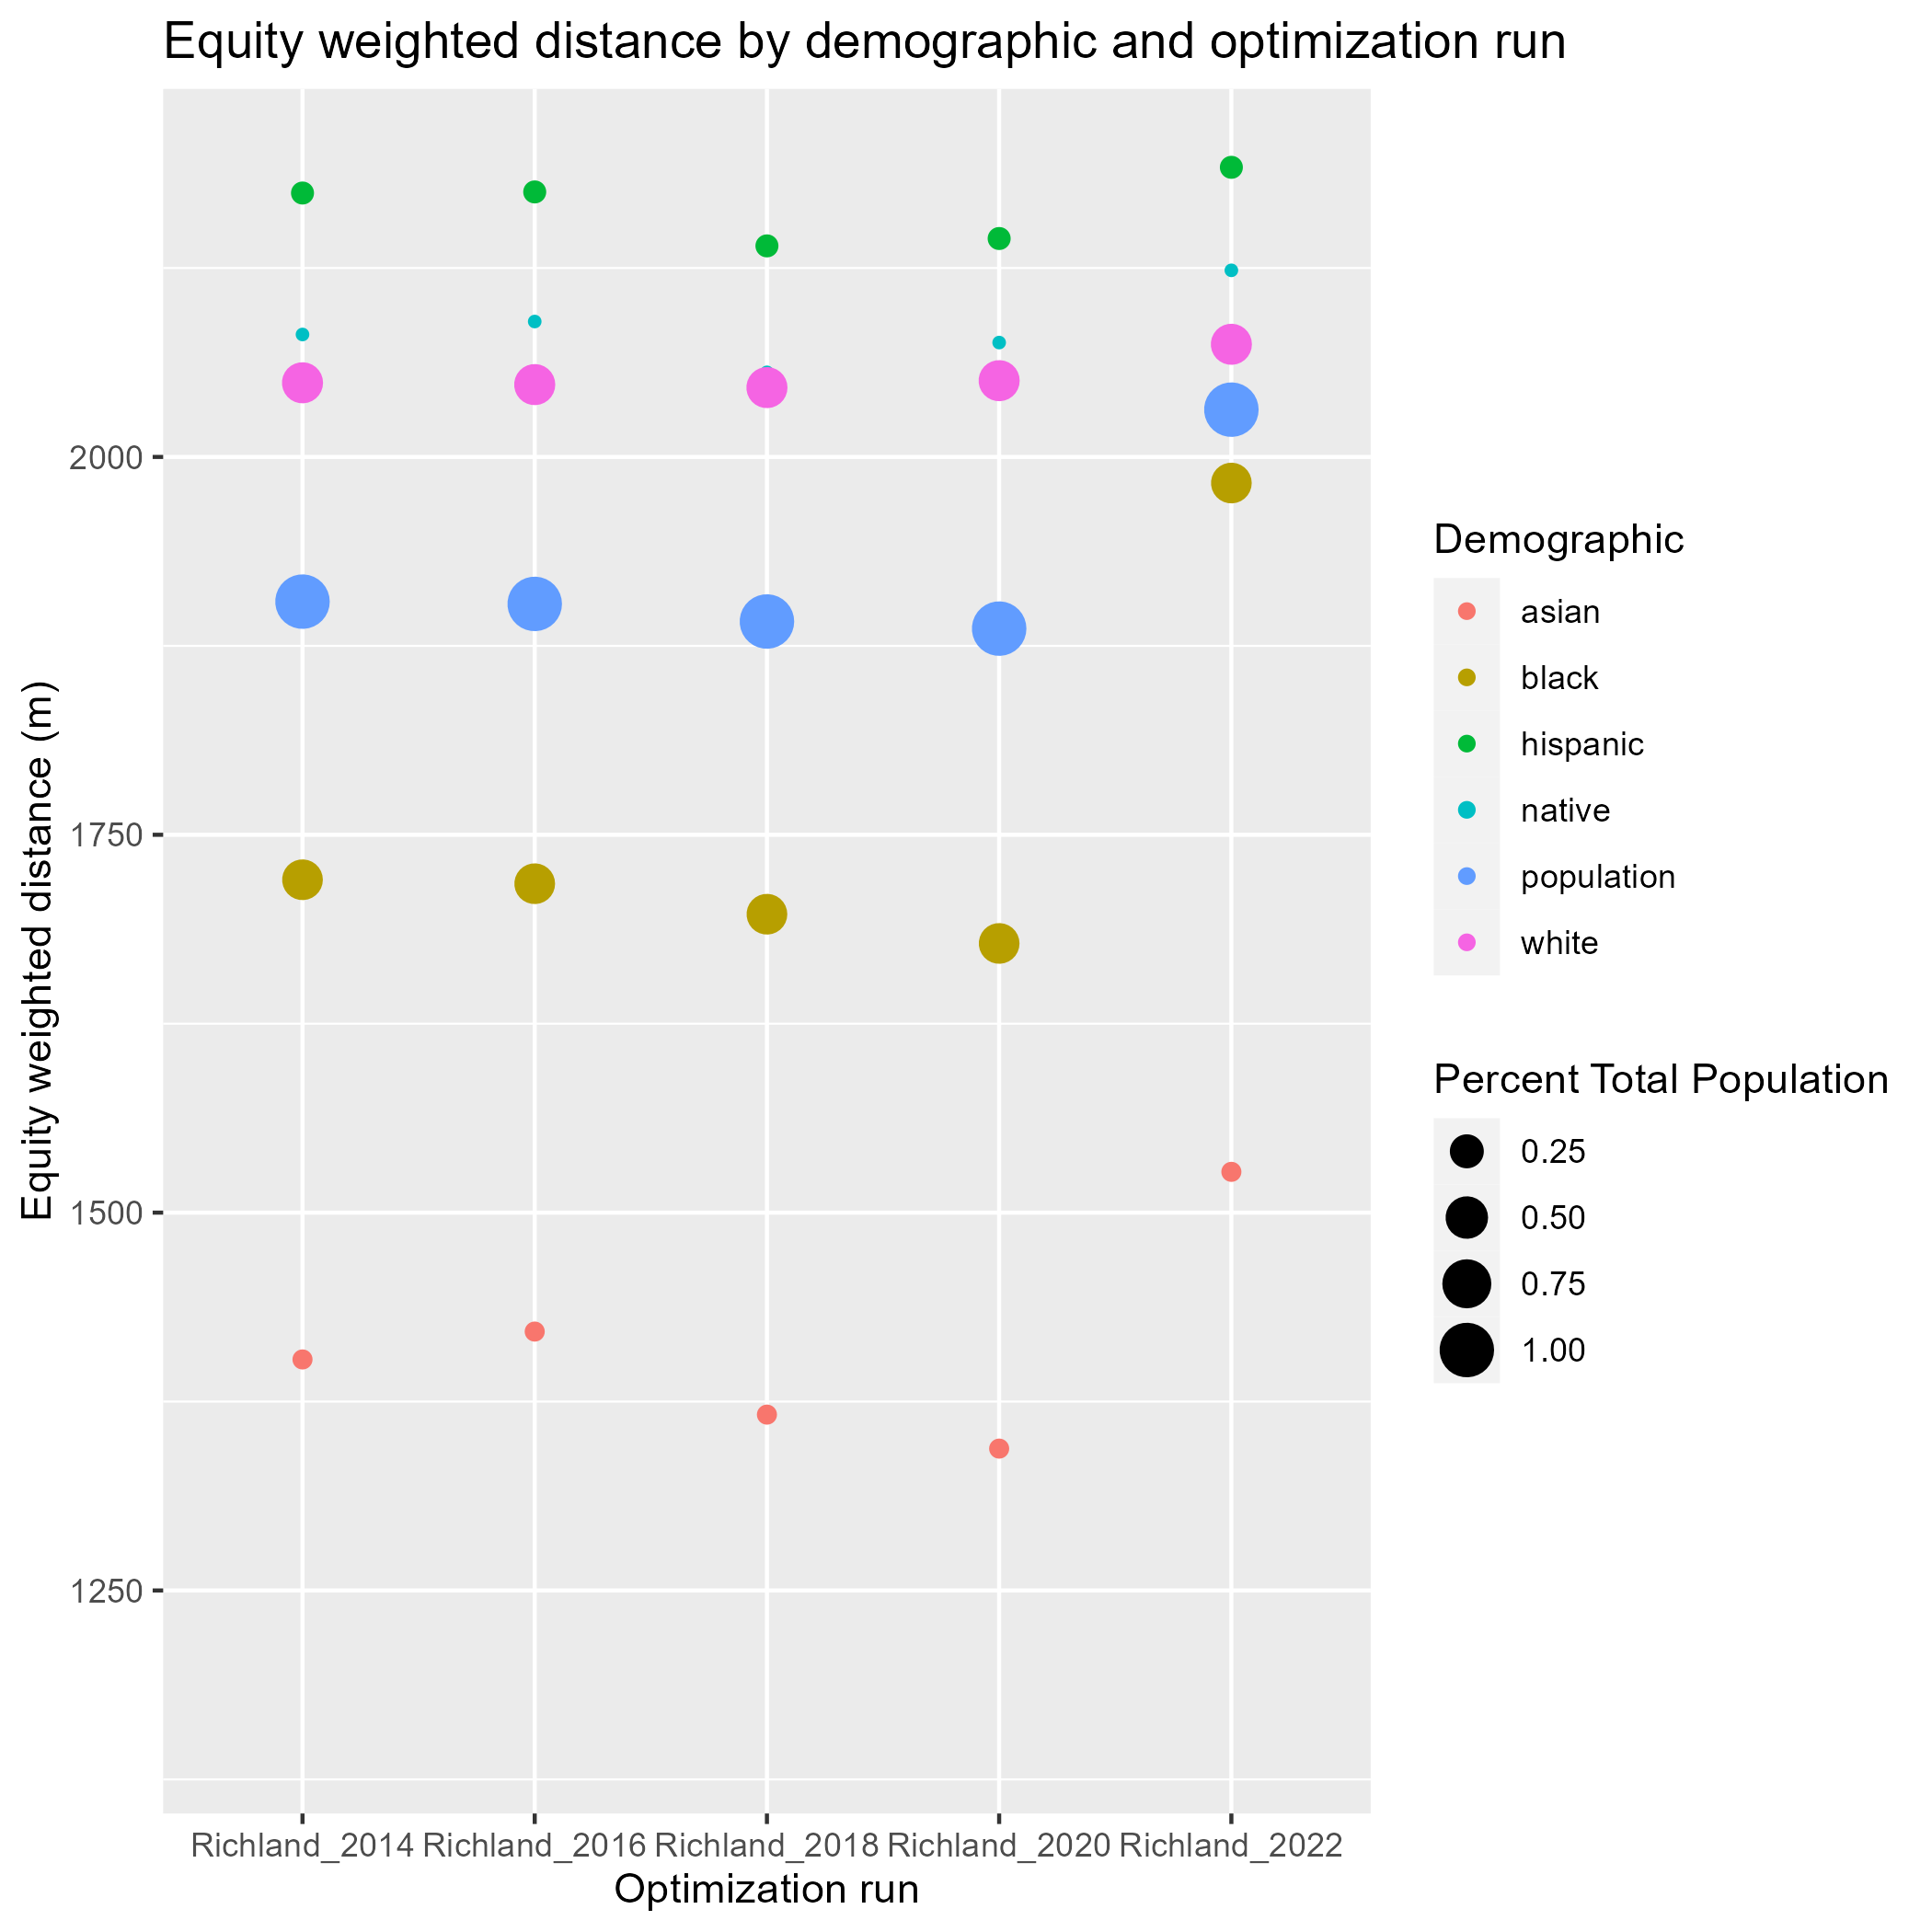 Equity weighted distance by demographic and optimization run
Equity weighted distance (m)
2000
1750
1500
1250
Richland_2014 Richland_2016 Richland_2018 Richland_2020 Richland_2022
Optimization run
Demographic
asian
black
hispanic
native
population
white
Percent Total Population
0.25
0.50
0.75
1.00